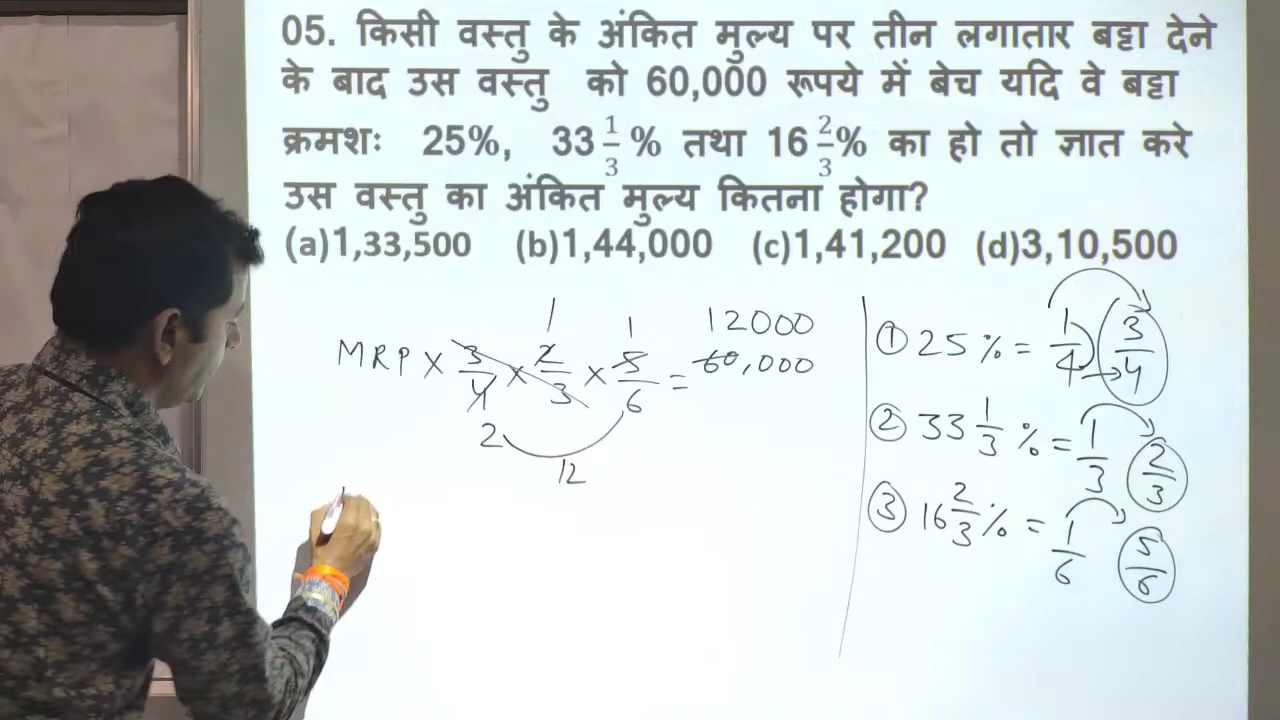 05. किसी वस्तु के अंकित मुल्य पर तीन लगातार बट्टा देने
के बाद उस वस्तु को 60,000 रूपये में बेच यदि वे बट्टा
क्रमशः 25%, 33 1/3 % तथा 16 2/3% का हो तो ज्ञात करे
उस वस्तु का अंकित मुल्य कितना होगा?
(a)1,33,500 (b)1,44,000 (c)1,41,200 (d)3,10,500
1 1 12000
MRP × 3/4 × 2/3 × 5/6 = 60,000
2
12
① 25% = 1/4 3/4
② 33 1/3 % = 1/3 2/3
③ 16 2/3 % = 1/6 5/6